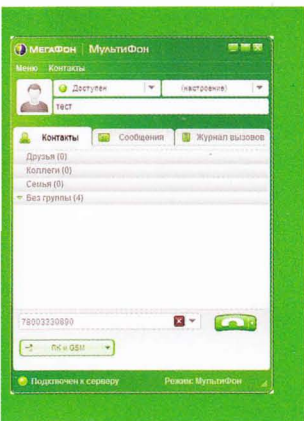 МЕГАФОН МУЛЬТИФОН
Меню Контакты
Доступен (настроение)
тест
Контакты Сообщения Журнал вызовов
Друзья (0)
Коллеги (0)
Семья (0)
Без группы (4)
78003230890
ПК и GSM
Подключен к серверу Режим: МультиФон